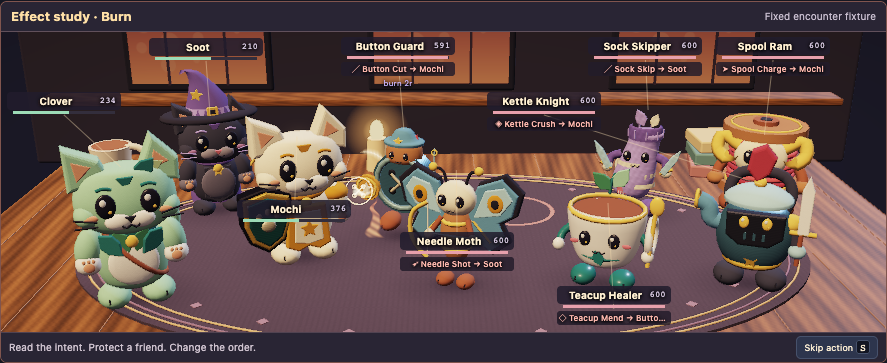 Effect study · Burn
Fixed encounter fixture
Soot 210
Button Guard 591
Button Cut → Mochi
burn 2r
Sock Skipper 600
Sock Skip → Soot
Spool Ram 600
Spool Charge → Mochi
Clover 234
Kettle Knight 600
Kettle Crush → Mochi
Mochi 376
Needle Moth 600
Needle Shot → Soot
Teacup Healer 600
Teacup Mend → Butto...
Read the intent. Protect a friend. Change the order.
Skip action S